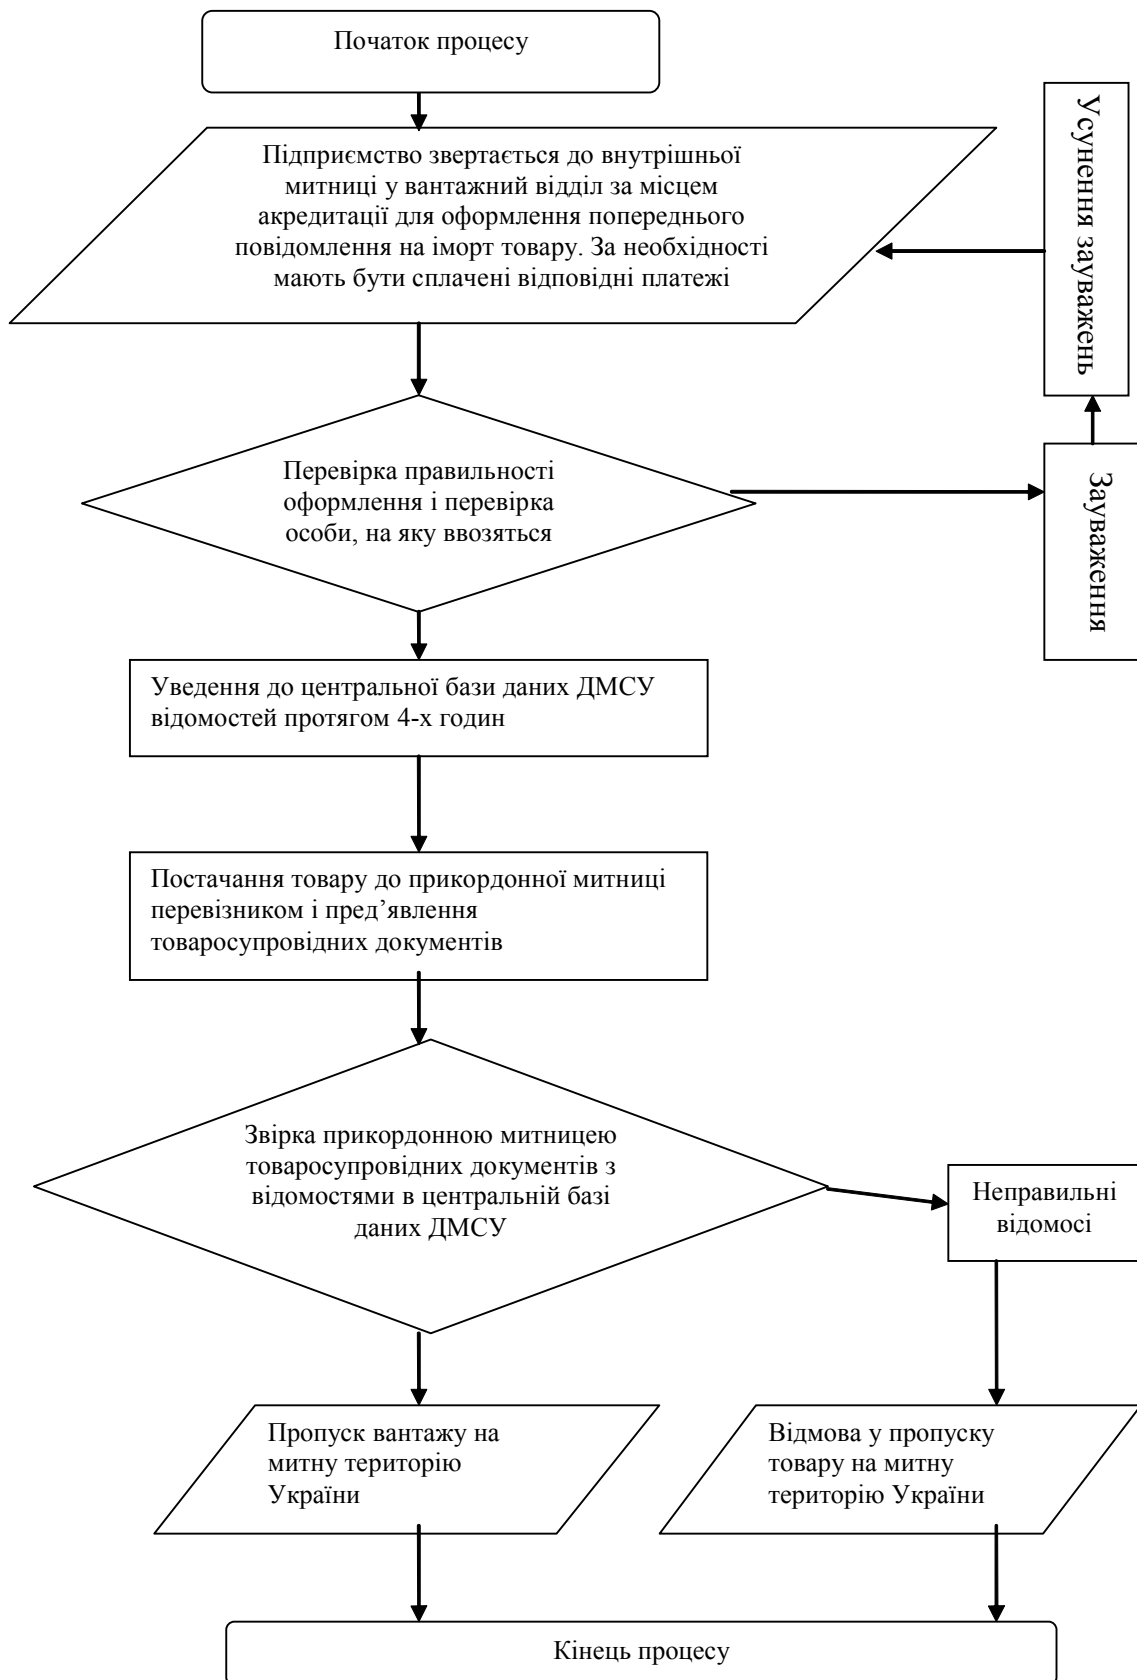 Початок процесу
Підприємство звертається до внутрішньої
митниці у вантажний відділ за місцем
акредитації для оформлення попереднього
повідомлення на іморт товару. За необхідності
мають бути сплачені відповідні платежі
Усунення зауважень
Перевірка правильності
оформлення і перевірка
особи, на яку ввозяться
Зауваження
Уведення до центральної бази даних ДМСУ
відомостей протягом 4-х годин
Постачання товару до прикордонної митниці
перевізником і пред’явлення
товаросупровідних документів
Звірка прикордонною митницею
товаросупровідних документів з
відомостями в центральній базі
даних ДМСУ
Неправильні
відомосі
Пропуск вантажу на
митну територію
України
Відмова у пропуску
товару на митну
територію України
Кінець процесу